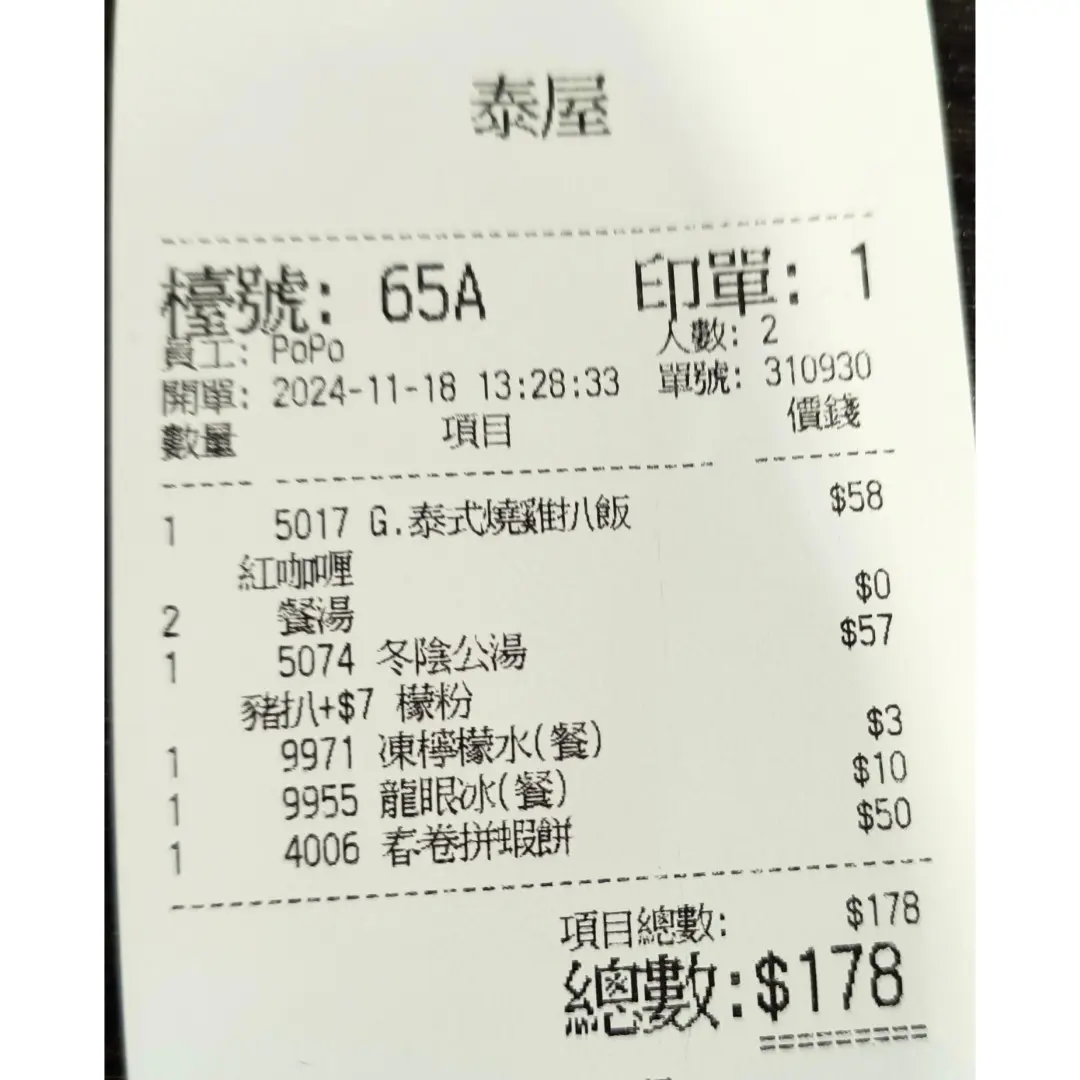 泰屋
檯號: 65A 印單: 1
員工: PoPo 人數: 2
開單: 2024-11-18 13:28:33 單號: 310930
數量 項目 價錢
1 5017 G.泰式燒雞扒飯 $58
紅咖喱
2 餐湯 $0
1 5074 冬陰公湯 $57
豬扒+$7 檬粉
1 9971 凍檸檬水(餐) $3
1 9955 龍眼冰(餐) $10
1 4006 春卷拼蝦餅 $50
項目總數: $178
總數:$178